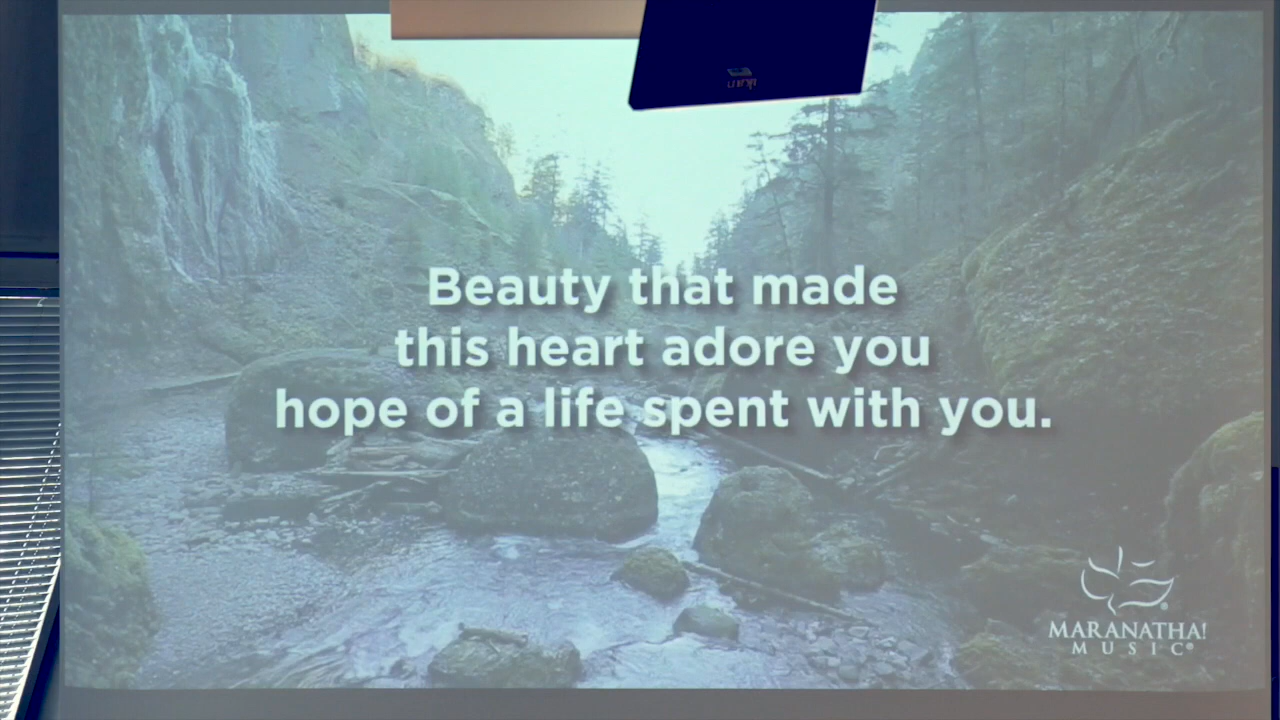 Beauty that made
this heart adore you
hope of a life spent with you.
MARANATHA!
MUSIC®